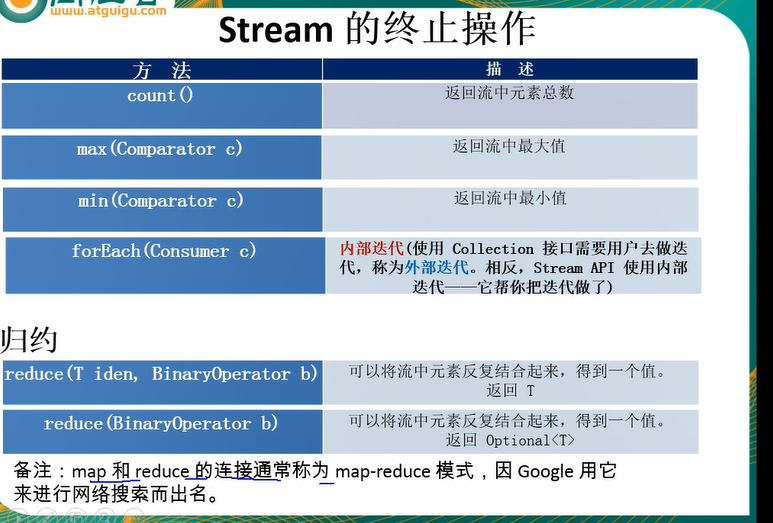 www.atguigu.com
Stream 的终止操作
方 法 描 述
count() 返回流中元素总数
max(Comparator c) 返回流中最大值
min(Comparator c) 返回流中最小值
forEach(Consumer c) 内部迭代(使用 Collection 接口需要用户去做迭
代，称为外部迭代。相反，Stream API 使用内部
迭代——它帮你把迭代做了)
归约
reduce(T iden, BinaryOperator b) 可以将流中元素反复结合起来，得到一个值。
返回 T
reduce(BinaryOperator b) 可以将流中元素反复结合起来，得到一个值。
返回 Optional<T>
备注：map 和 reduce 的连接通常称为 map-reduce 模式，因 Google 用它
来进行网络搜索而出名。